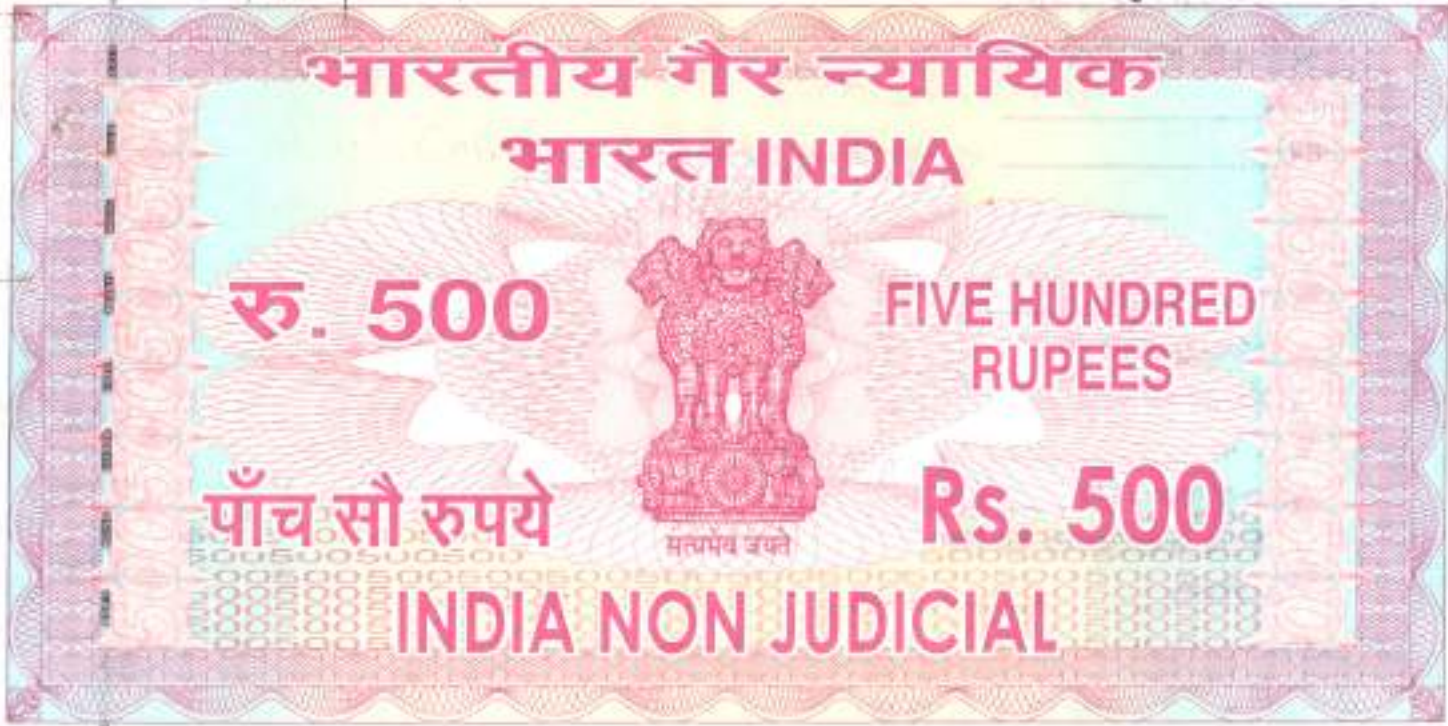 भारतीय गैर न्यायिक
भारत INDIA
रु. 500
FIVE HUNDRED
RUPEES
पाँच सौ रुपये
सत्यमेव जयते
Rs. 500
INDIA NON JUDICIAL